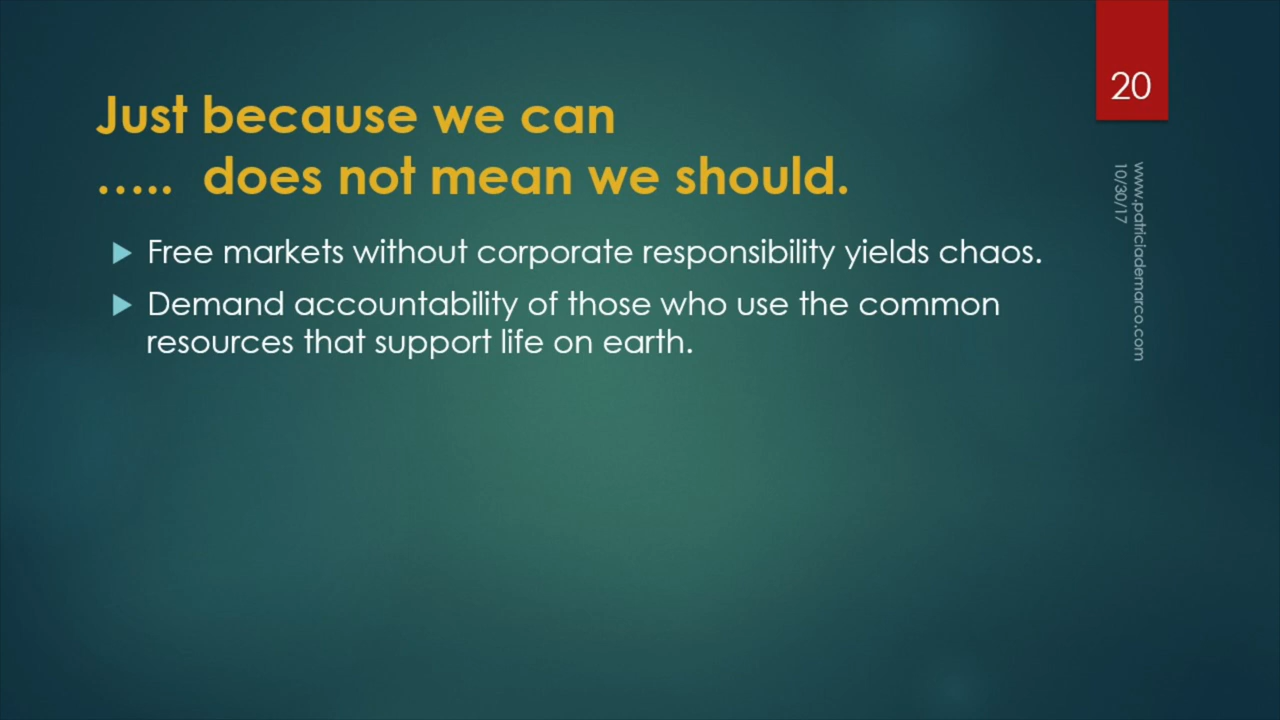 20
Just because we can
..... does not mean we should.
Free markets without corporate responsibility yields chaos.
Demand accountability of those who use the common
resources that support life on earth.
www.patriciademarco.com
10/30/17